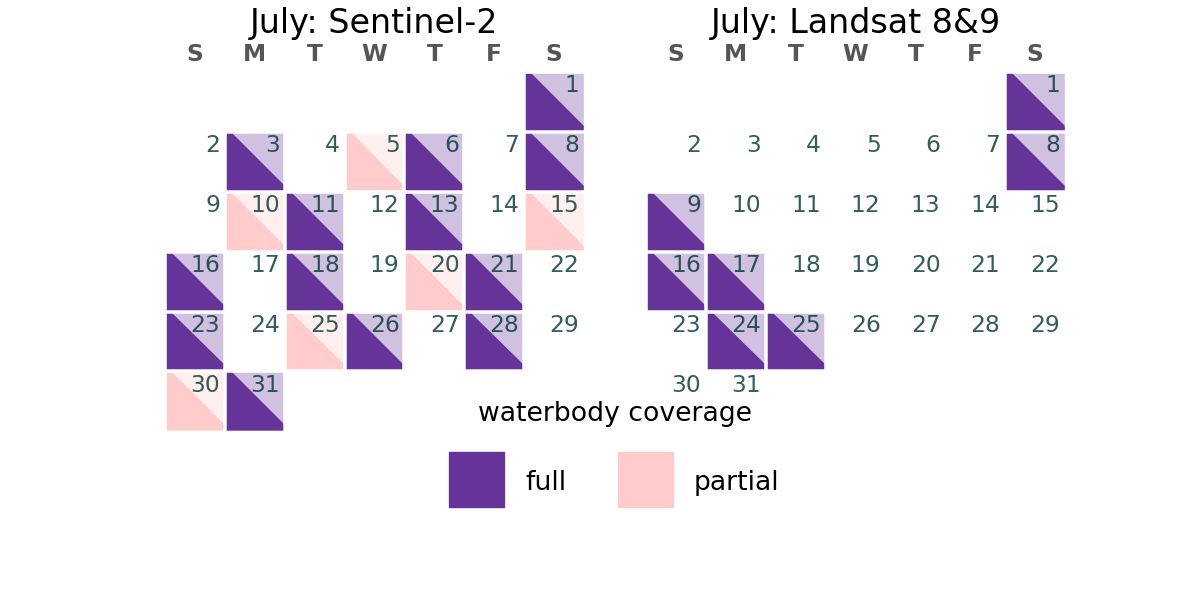 July: Sentinel-2
S M T W T F S
1
2 3 4 5 6 7 8
9 10 11 12 13 14 15
16 17 18 19 20 21 22
23 24 25 26 27 28 29
30 31
July: Landsat 8&9
S M T W T F S
1
2 3 4 5 6 7 8
9 10 11 12 13 14 15
16 17 18 19 20 21 22
23 24 25 26 27 28 29
30 31
waterbody coverage
full partial